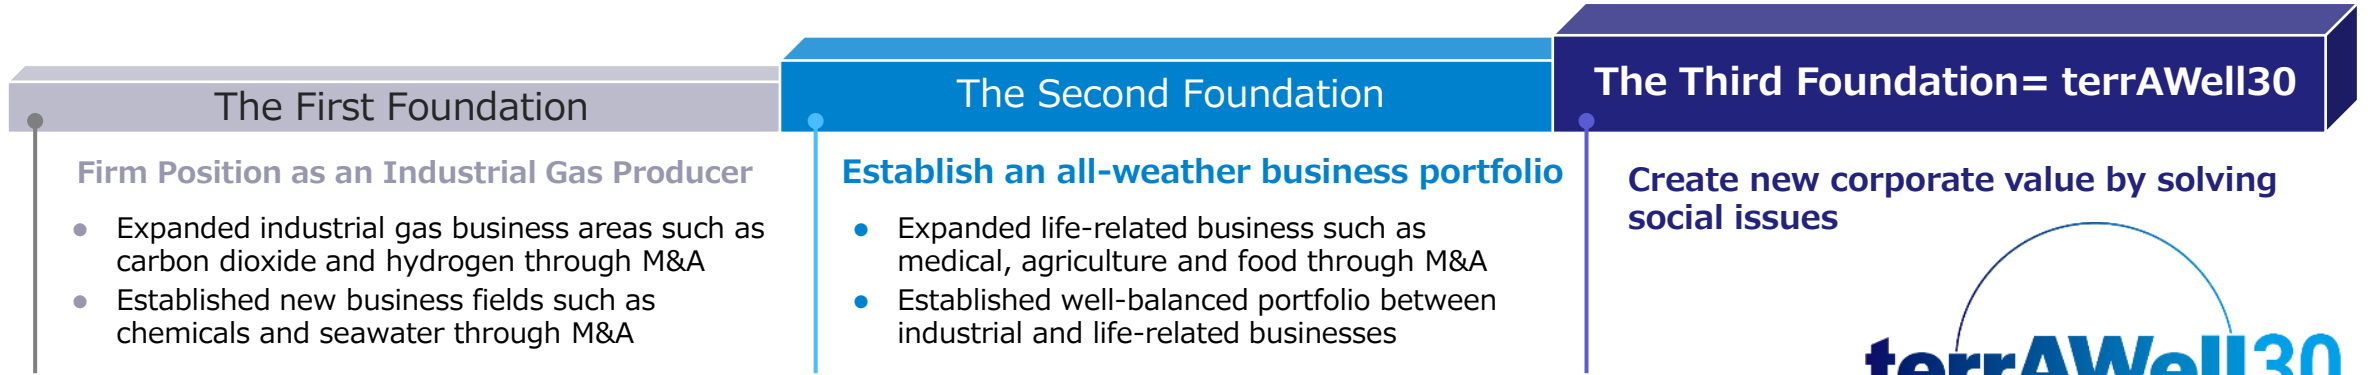 The First Foundation
The Second Foundation
The Third Foundation= terrAWell30
Firm Position as an Industrial Gas Producer
● Expanded industrial gas business areas such as
carbon dioxide and hydrogen through M&A
● Established new business fields such as
chemicals and seawater through M&A
Establish an all-weather business portfolio
● Expanded life-related business such as
medical, agriculture and food through M&A
● Established well-balanced portfolio between
industrial and life-related businesses
Create new corporate value by solving
social issues
terrAWell30